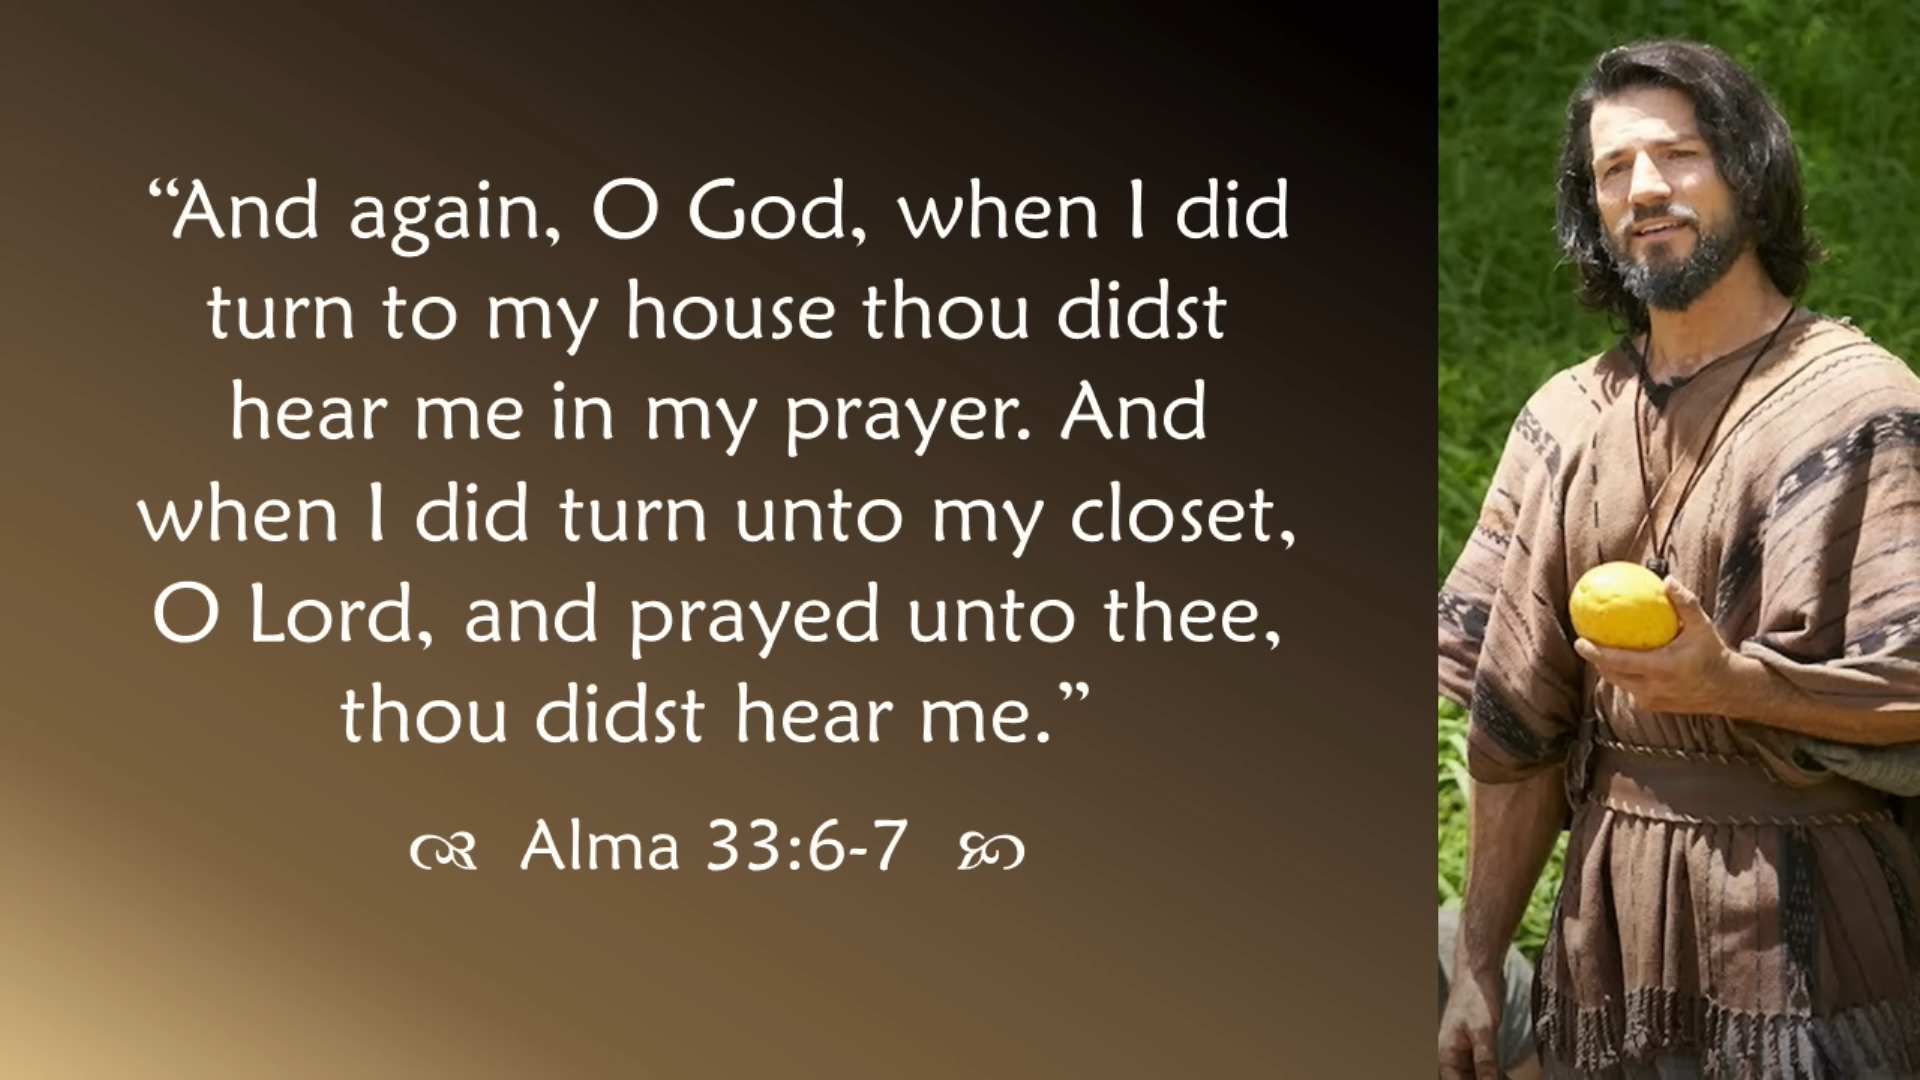 “And again, O God, when I did
turn to my house thou didst
hear me in my prayer. And
when I did turn unto my closet,
O Lord, and prayed unto thee,
thou didst hear me.”
Alma 33:6-7